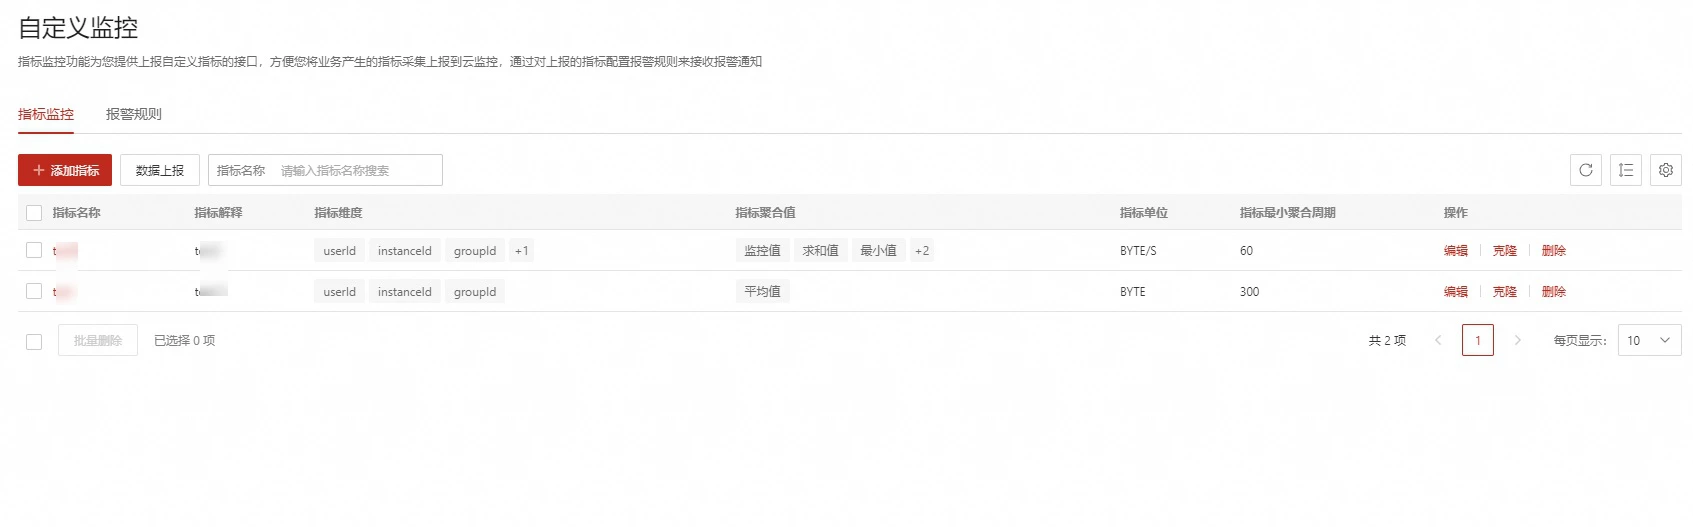 自定义监控
指标监控功能为您提供上报自定义指标的接口，方便您将业务产生的指标采集上报到云监控，通过对上报的指标配置报警规则来接收报警通知
指标监控 报警规则
+ 添加指标 数据上报 指标名称 请输入指标名称搜索
指标名称 指标解释 指标维度 指标聚合值 指标单位 指标最小聚合周期 操作
userId instanceId groupId +1 监控值 求和值 最小值 +2 BYTE/S 60 编辑 克隆 删除
userId instanceId groupId 平均值 BYTE 300 编辑 克隆 删除
批量删除 已选择 0 项 共 2 项 1 每页显示： 10